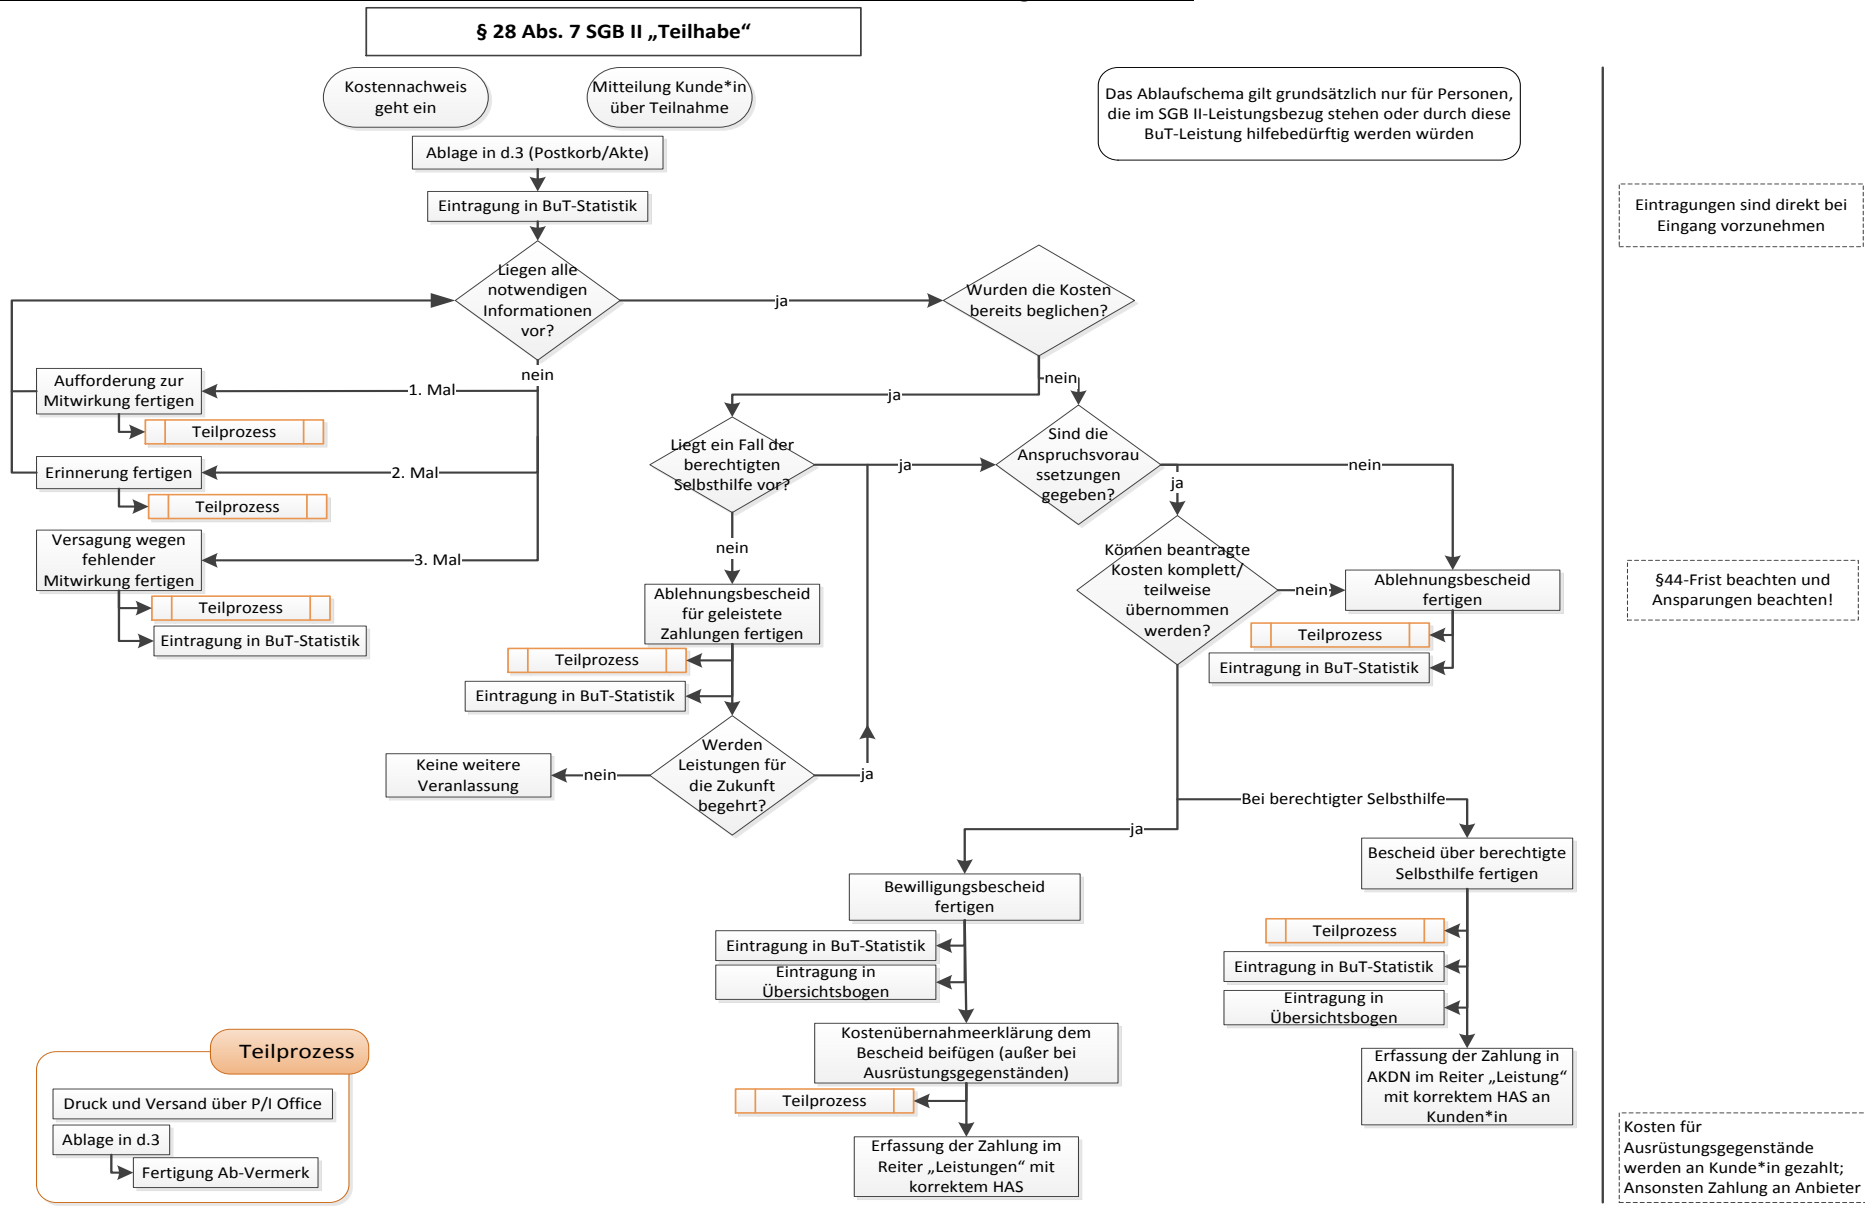 § 28 Abs. 7 SGB II „Teilhabe“
Kostennachweis
geht ein
Mitteilung Kunde*in
über Teilnahme
Das Ablaufschema gilt grundsätzlich nur für Personen,
die im SGB II-Leistungsbezug stehen oder durch diese
BuT-Leistung hilfebedürftig werden würden
Ablage in d.3 (Postkorb/Akte)
Eintragung in BuT-Statistik
Eintragungen sind direkt bei
Eingang vorzunehmen
Liegen alle
notwendigen
Informationen
vor?
ja
Wurden die Kosten
bereits beglichen?
nein
Aufforderung zur
Mitwirkung fertigen
1. Mal
Teilprozess
Erinnerung fertigen
2. Mal
Teilprozess
Versagung wegen
fehlender
Mitwirkung fertigen
3. Mal
Teilprozess
Eintragung in BuT-Statistik
ja
nein
Liegt ein Fall der
berechtigten
Selbsthilfe vor?
ja
Sind die
Anspruchsvorau
ssetzungen
gegeben?
nein
ja
nein
Ablehnungsbescheid
für geleistete
Zahlungen fertigen
Teilprozess
Eintragung in BuT-Statistik
Können beantragte
Kosten komplett/
teilweise
übernommen
werden?
nein
Ablehnungsbescheid
fertigen
Teilprozess
Eintragung in BuT-Statistik
§44-Frist beachten und
Ansparungen beachten!
Werden
Leistungen für
die Zukunft
begehrt?
nein
Keine weitere
Veranlassung
ja
Bei berechtigter Selbsthilfe
ja
Bewilligungsbescheid
fertigen
Eintragung in BuT-Statistik
Eintragung in
Übersichtsbogen
Kostenübernahmeerklärung dem
Bescheid beifügen (außer bei
Ausrüstungsgegenständen)
Teilprozess
Erfassung der Zahlung im
Reiter „Leistungen“ mit
korrektem HAS
Bescheid über berechtigte
Selbsthilfe fertigen
Teilprozess
Eintragung in BuT-Statistik
Eintragung in
Übersichtsbogen
Erfassung der Zahlung in
AKDN im Reiter „Leistung“
mit korrektem HAS an
Kunden*in
Teilprozess
Druck und Versand über P/I Office
Ablage in d.3
Fertigung Ab-Vermerk
Kosten für
Ausrüstungsgegenstände
werden an Kunde*in gezahlt;
Ansonsten Zahlung an Anbieter